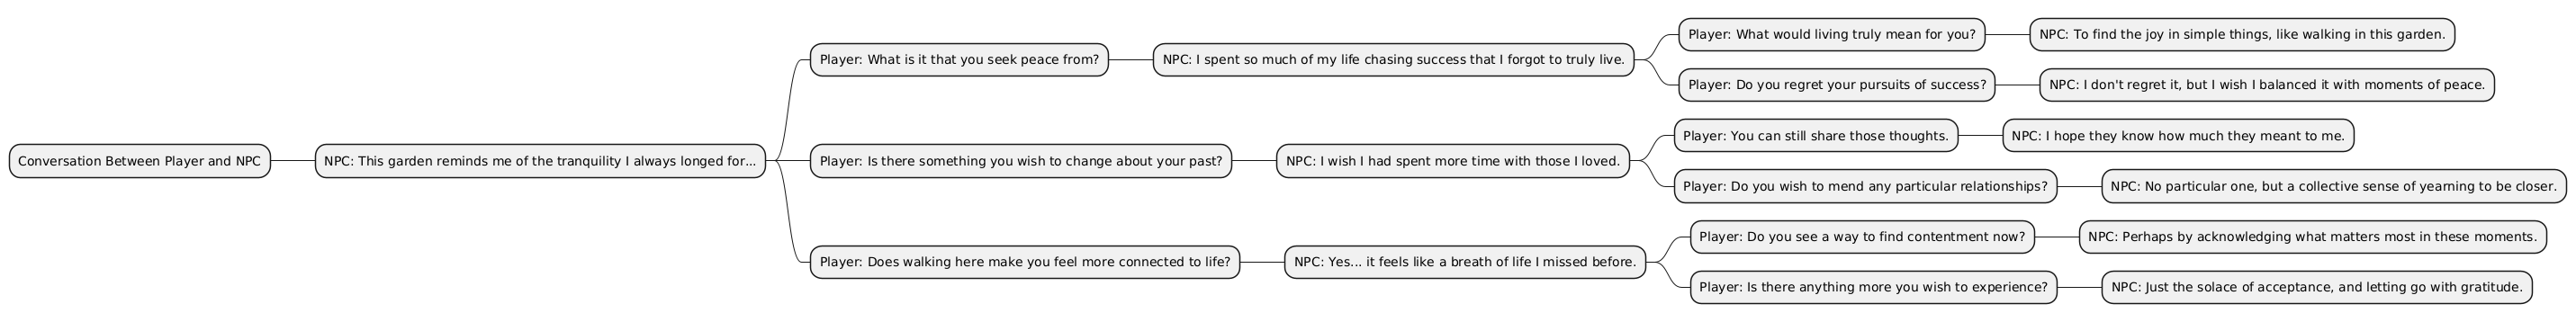 Conversation Between Player and NPC
NPC: This garden reminds me of the tranquility I always longed for...
Player: What is it that you seek peace from?
NPC: I spent so much of my life chasing success that I forgot to truly live.
Player: What would living truly mean for you?
NPC: To find the joy in simple things, like walking in this garden.
Player: Do you regret your pursuits of success?
NPC: I don't regret it, but I wish I balanced it with moments of peace.
Player: Is there something you wish to change about your past?
NPC: I wish I had spent more time with those I loved.
Player: You can still share those thoughts.
NPC: I hope they know how much they meant to me.
Player: Do you wish to mend any particular relationships?
NPC: No particular one, but a collective sense of yearning to be closer.
Player: Does walking here make you feel more connected to life?
NPC: Yes... it feels like a breath of life I missed before.
Player: Do you see a way to find contentment now?
NPC: Perhaps by acknowledging what matters most in these moments.
Player: Is there anything more you wish to experience?
NPC: Just the solace of acceptance, and letting go with gratitude.